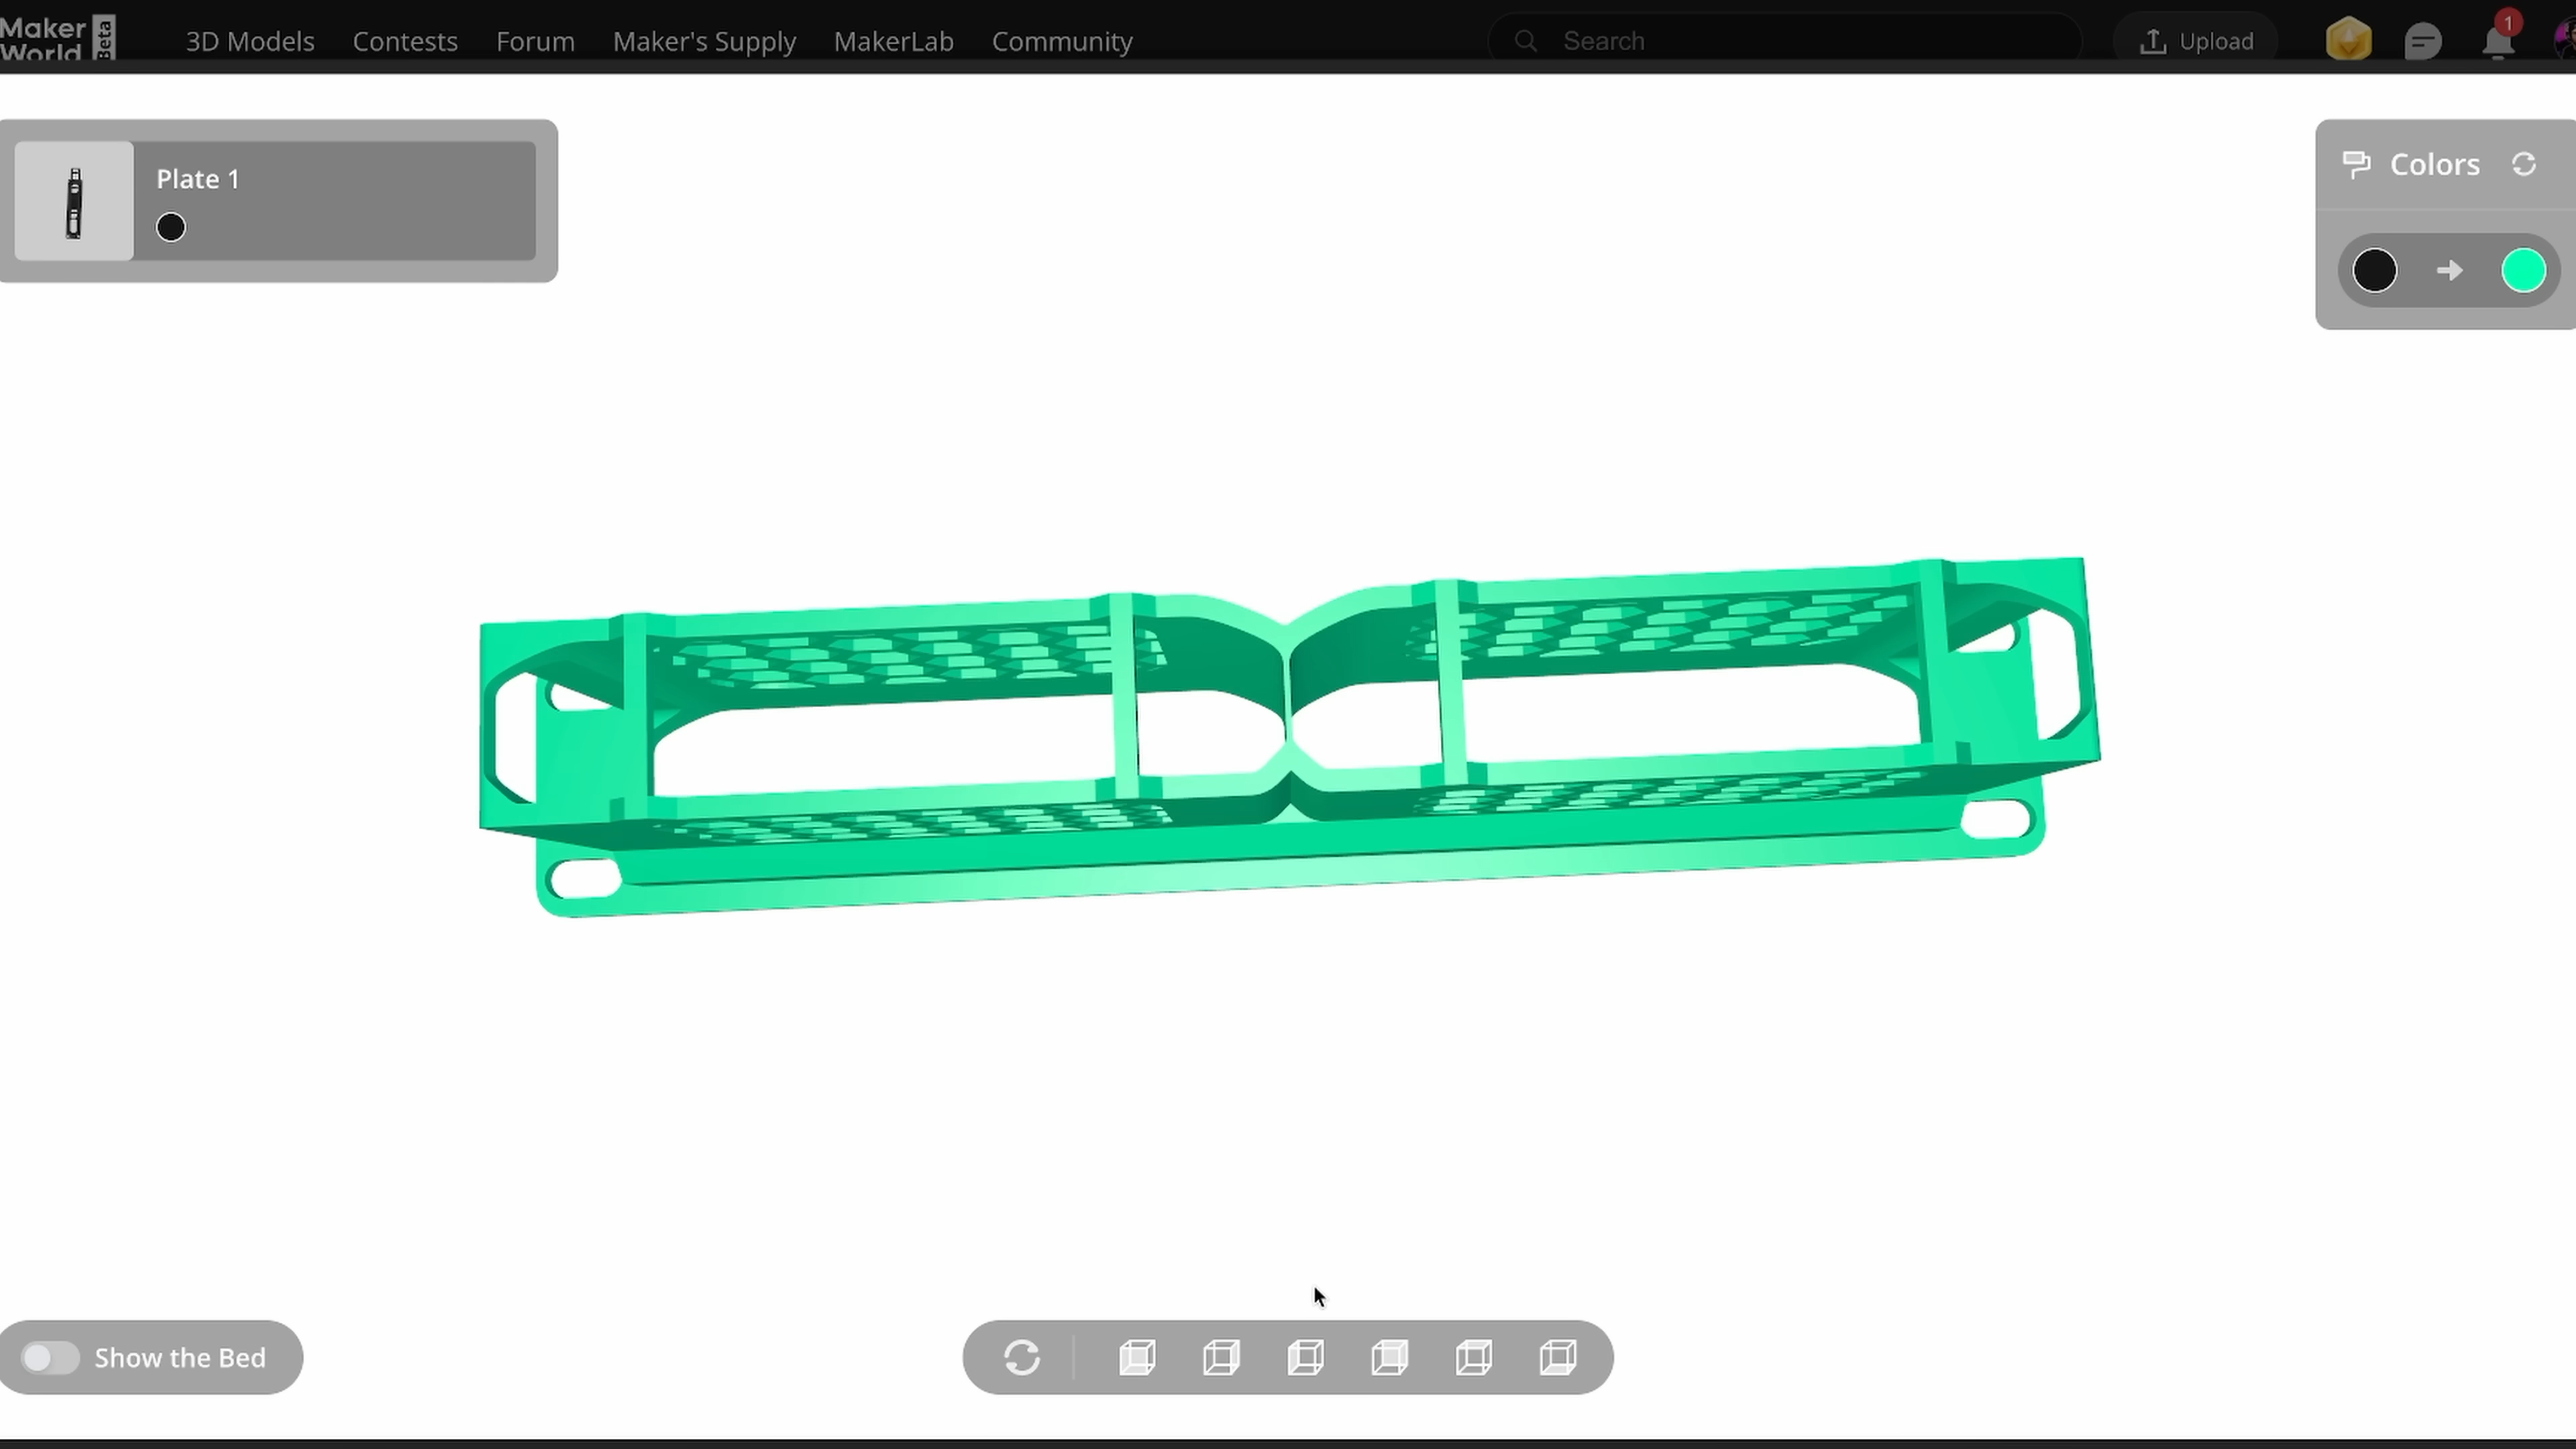 Maker World Beta
3D Models Contests Forum Maker's Supply MakerLab Community Search Upload 1
Plate 1
Colors
Show the Bed